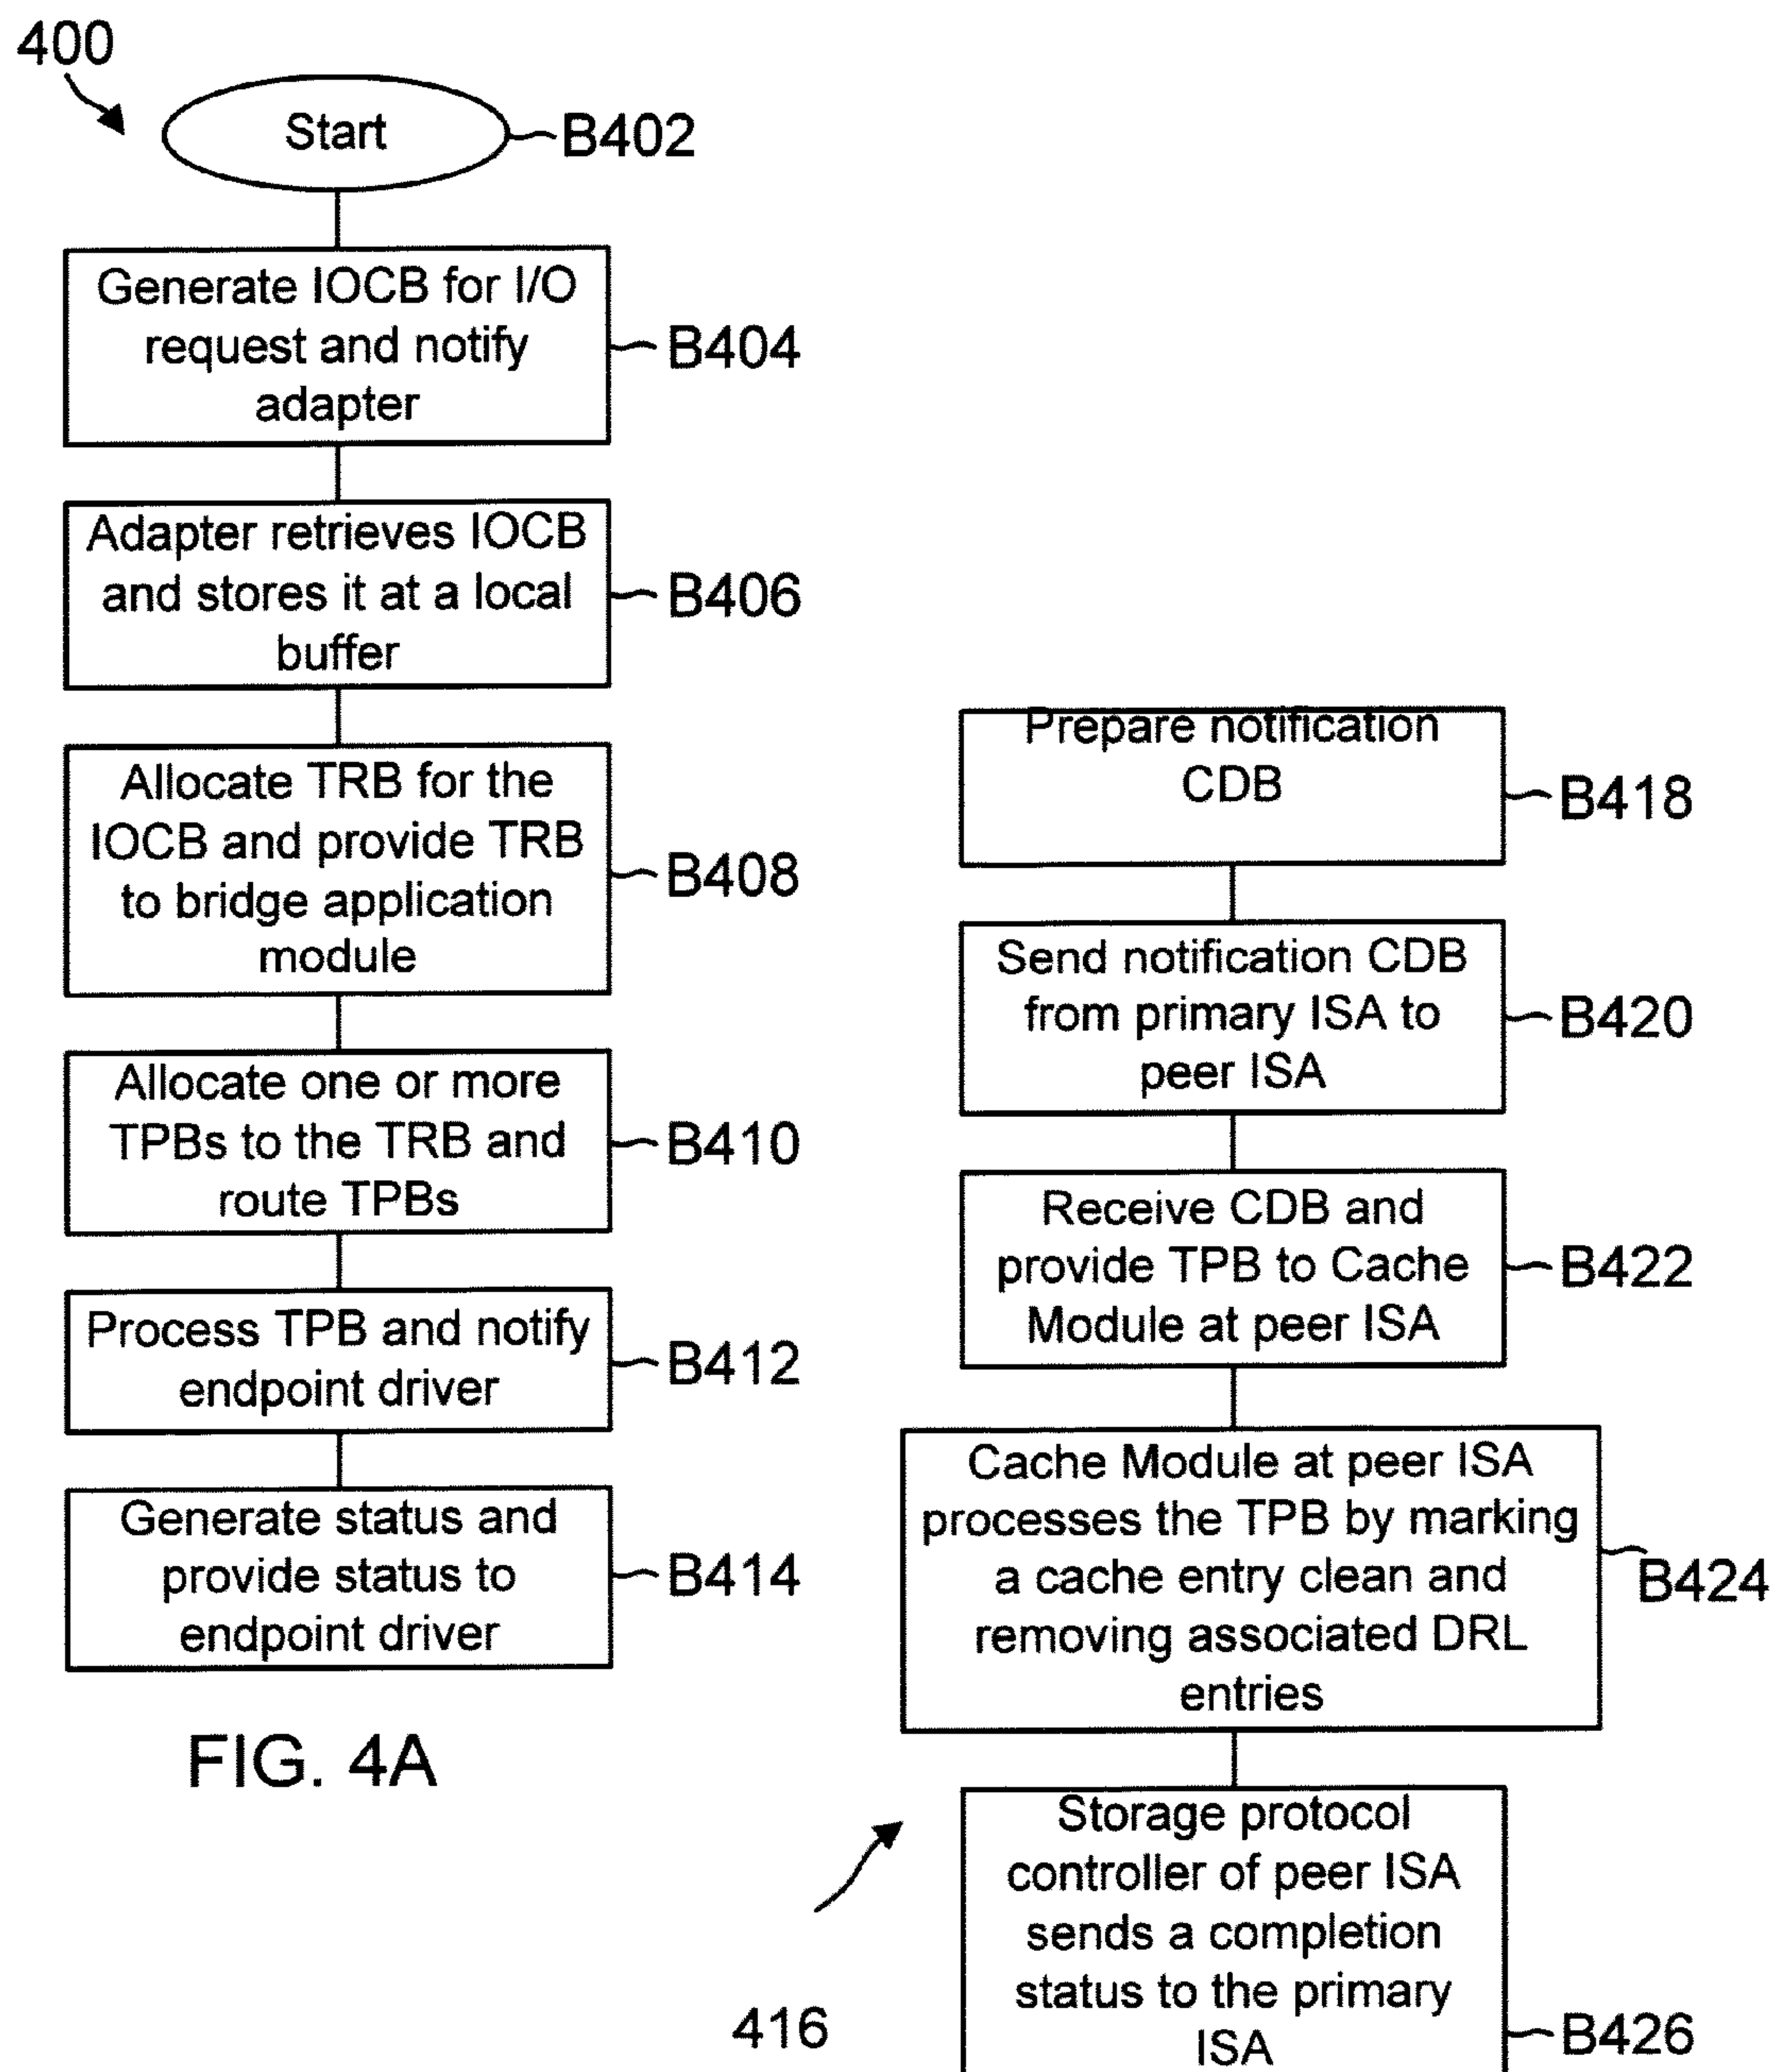 400
Start
B402
Generate IOCB for I/O
request and notify
adapter
B404
Adapter retrieves IOCB
and stores it at a local
buffer
B406
Allocate TRB for the
IOCB and provide TRB
to bridge application
module
B408
Allocate one or more
TPBs to the TRB and
route TPBs
B410
Process TPB and notify
endpoint driver
B412
Generate status and
provide status to
endpoint driver
B414
FIG. 4A
Prepare notification
CDB
B418
Send notification CDB
from primary ISA to
peer ISA
B420
Receive CDB and
provide TPB to Cache
Module at peer ISA
B422
Cache Module at peer ISA
processes the TPB by marking
a cache entry clean and
removing associated DRL
entries
B424
Storage protocol
controller of peer ISA
sends a completion
status to the primary
ISA
B426
416